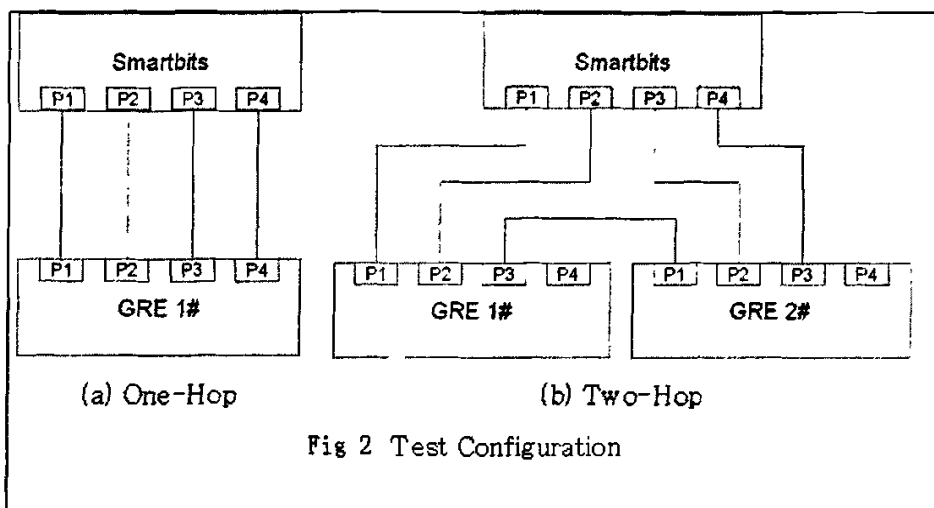 Smartbits
P1 P2 P3 P4
P1 P2 P3 P4
GRE 1#
(a) One-Hop
Smartbits
P1 P2 P3 P4
P1 P2 P3 P4
GRE 1#
P1 P2 P3 P4
GRE 2#
(b) Two-Hop
Fig 2 Test Configuration